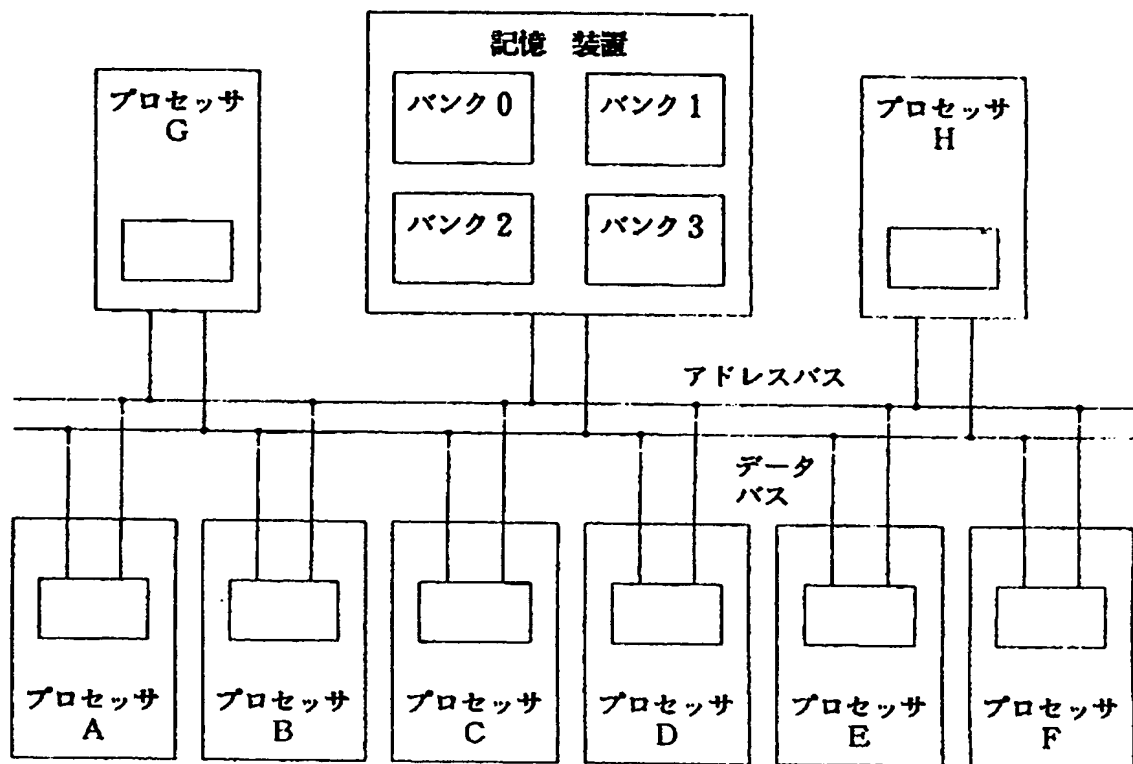 記憶 装置
プロセッサ
G
バンク0
バンク1
プロセッサ
H
バンク2
バンク3
アドレスバス
データ
バス
プロセッサ
A
プロセッサ
B
プロセッサ
C
プロセッサ
D
プロセッサ
E
プロセッサ
F